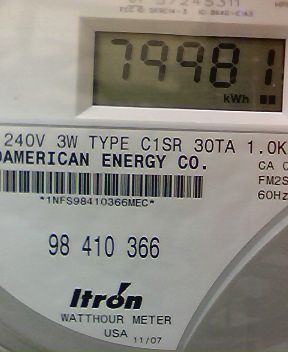 79981
kWh
240V 3W TYPE C1SR 30TA 1.0K
DAMERICAN ENERGY CO.
CA
FM2S
60Hz
*1NFS98410366MEC*
98 410 366
Itron
WATTHOUR METER
USA 11/07